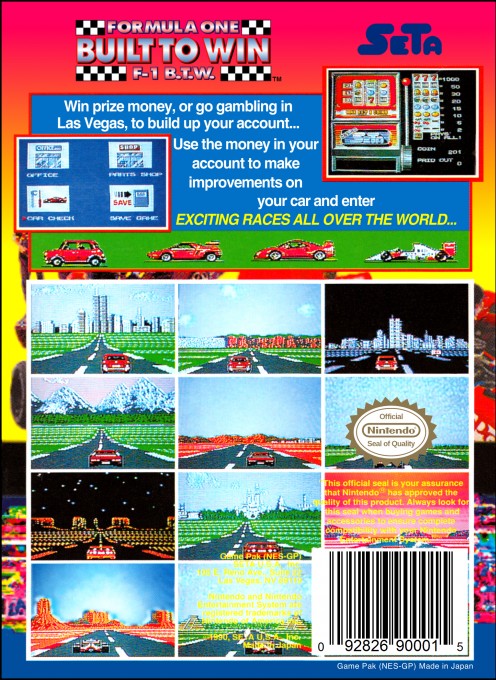 FORMULA ONE
BUILT TO WIN
F-1 B.T.W.
TM
SETA
Win prize money, or go gambling in
Las Vegas, to build up your account...
Use the money in your
account to make
improvements on
your car and enter
EXCITING RACES ALL OVER THE WORLD...
OFFICE
PARTS SHOP
SHOP
CAR CHECK
SAVE
SAVE GAME
COIN
201
PAID OUT 0
Official
Nintendo
Seal of Quality
This official seal is your assurance
that Nintendo™ has approved the
quality of this product. Always look for
this seal when buying games and
accessories to ensure complete
compatibility with your Nintendo
Entertainment System.
Game Pak (NES-GP)
SETA U.S.A., Inc.
Nintendo and Nintendo
Entertainment System are
registered trademarks of
©1990, SETA U.S.A., Inc.
Made in Japan
0 92826 90001 5
Game Pak (NES-GP) Made in Japan